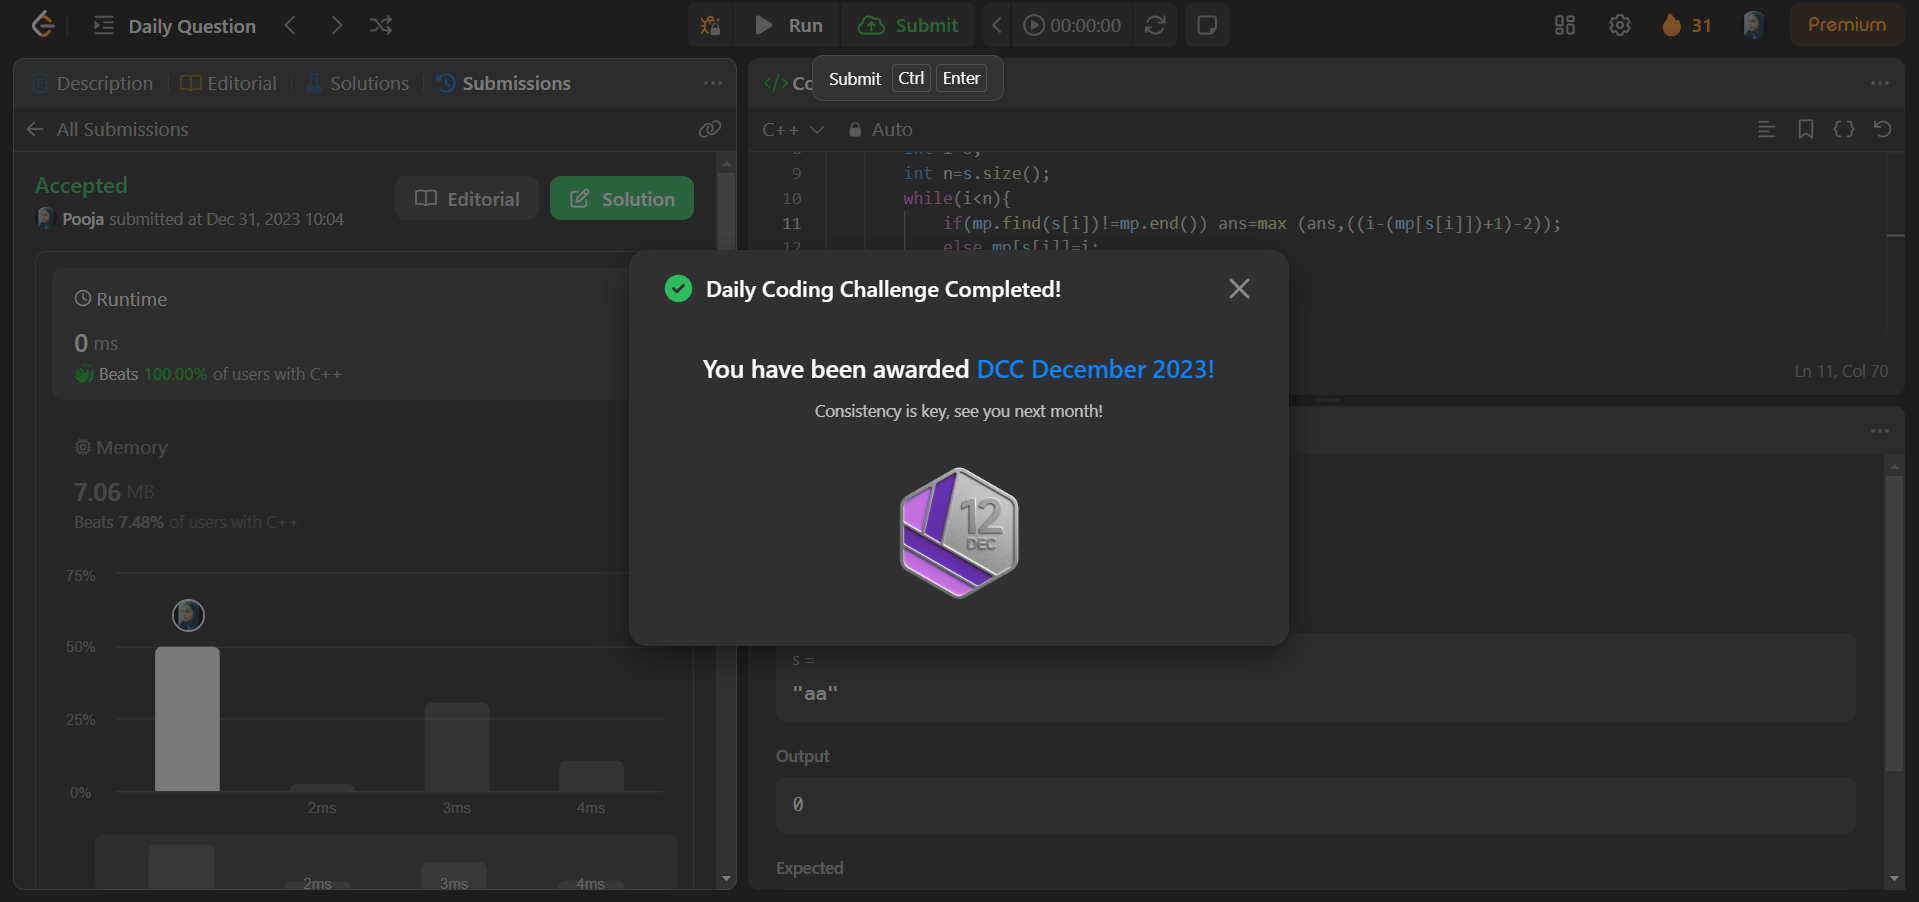 Daily Question
Run
Submit
00:00:00
31
Premium
Description
Editorial
Solutions
Submissions
Submit Ctrl Enter
All Submissions
C++
Auto
Accepted
Pooja submitted at Dec 31, 2023 10:04
Editorial
Solution
9 int n=s.size();
10 while(i<n){
11 if(mp.find(s[i])!=mp.end()) ans=max (ans,((i-(mp[s[i]])+1)-2));
12 else mp[s[i]]=i;
Ln 11, Col 70
Runtime
0 ms
Beats 100.00% of users with C++
Memory
7.06 MB
Beats 7.48% of users with C++
75%
50%
25%
0%
2ms
3ms
4ms
2ms
3ms
4ms
Daily Coding Challenge Completed!
You have been awarded DCC December 2023!
Consistency is key, see you next month!
12
DEC
s =
"aa"
Output
0
Expected